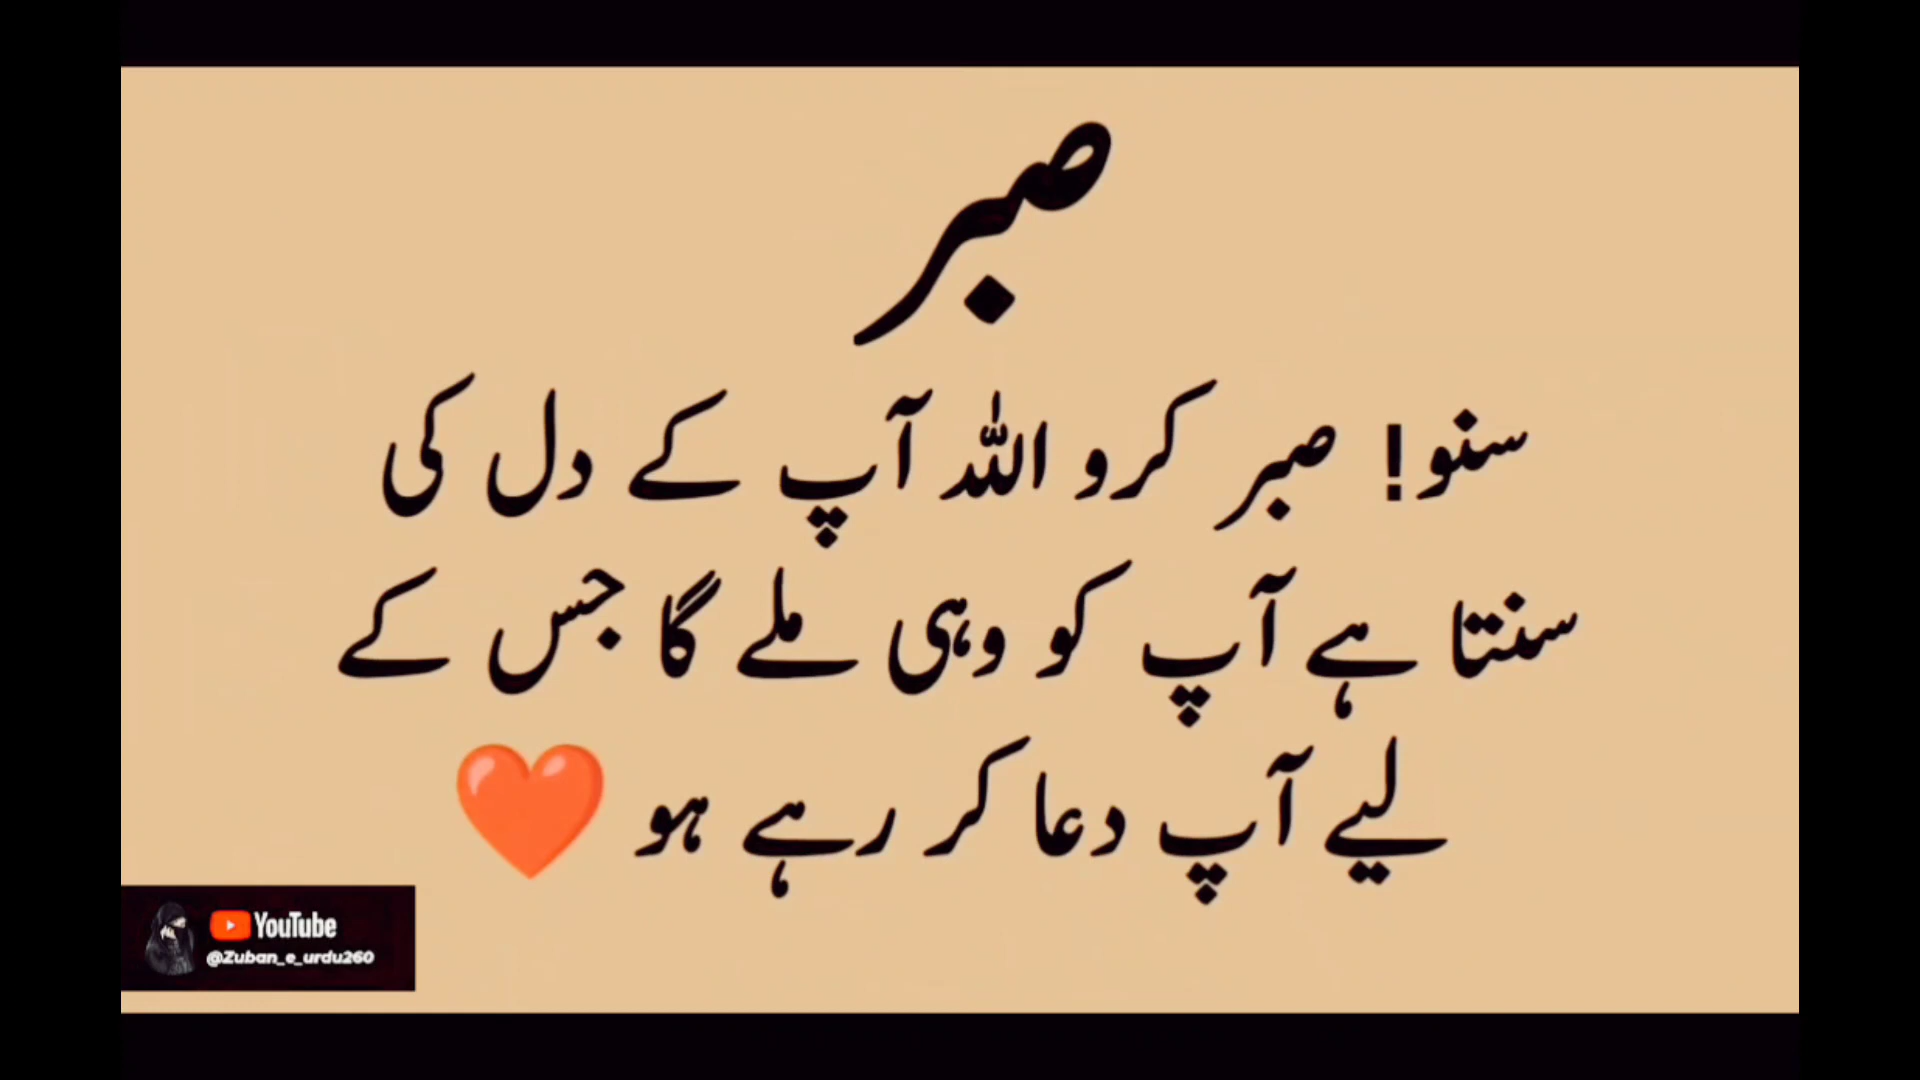 صبر
سنو! صبر کرو اللہ آپ کے دل کی
سنتا ہے آپ کو وہی ملے گا جس کے
لیے آپ دعا کر رہے ہو ❤️
YouTube
@Zuban_e_urdu260